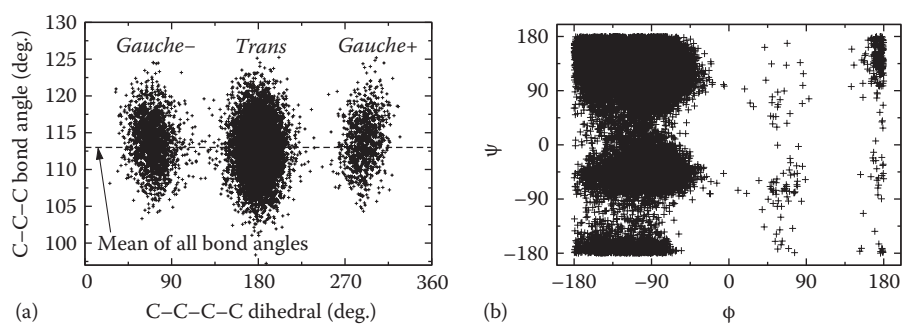 130
125
120
115
110
105
100
C–C–C bond angle (deg.)
Gauche– Trans Gauche+
Mean of all bond angles
0 90 180 270 360
C–C–C–C dihedral (deg.)
(a)
180
90
0
−90
−180
ψ
−180 −90 0 90 180
ϕ
(b)